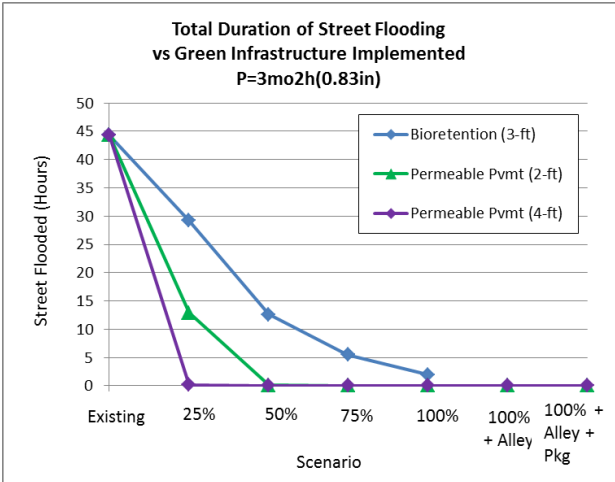 Total Duration of Street Flooding
vs Green Infrastructure Implemented
P=3mo2h(0.83in)
50
45
40
35
30
25
20
15
10
5
0
Street Flooded (Hours)
Bioretention (3-ft)
Permeable Pvmt (2-ft)
Permeable Pvmt (4-ft)
Existing
25%
50%
75%
100%
100%
+ Alley
100% +
Alley +
Pkg
Scenario